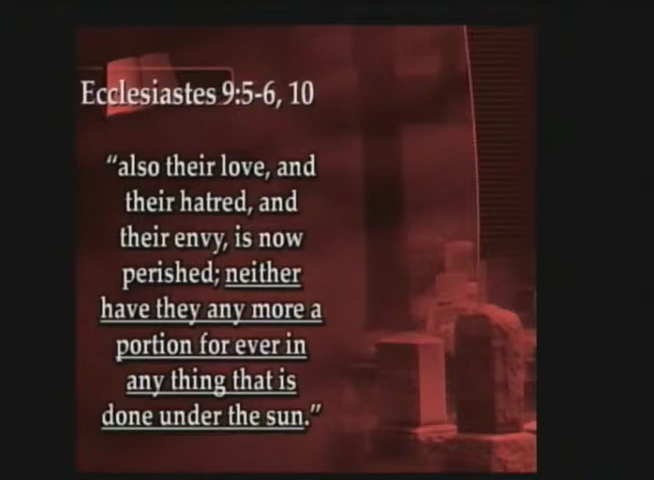 Ecclesiastes 9:5-6, 10
“also their love, and
their hatred, and
their envy, is now
perished; neither
have they any more a
portion for ever in
any thing that is
done under the sun.”